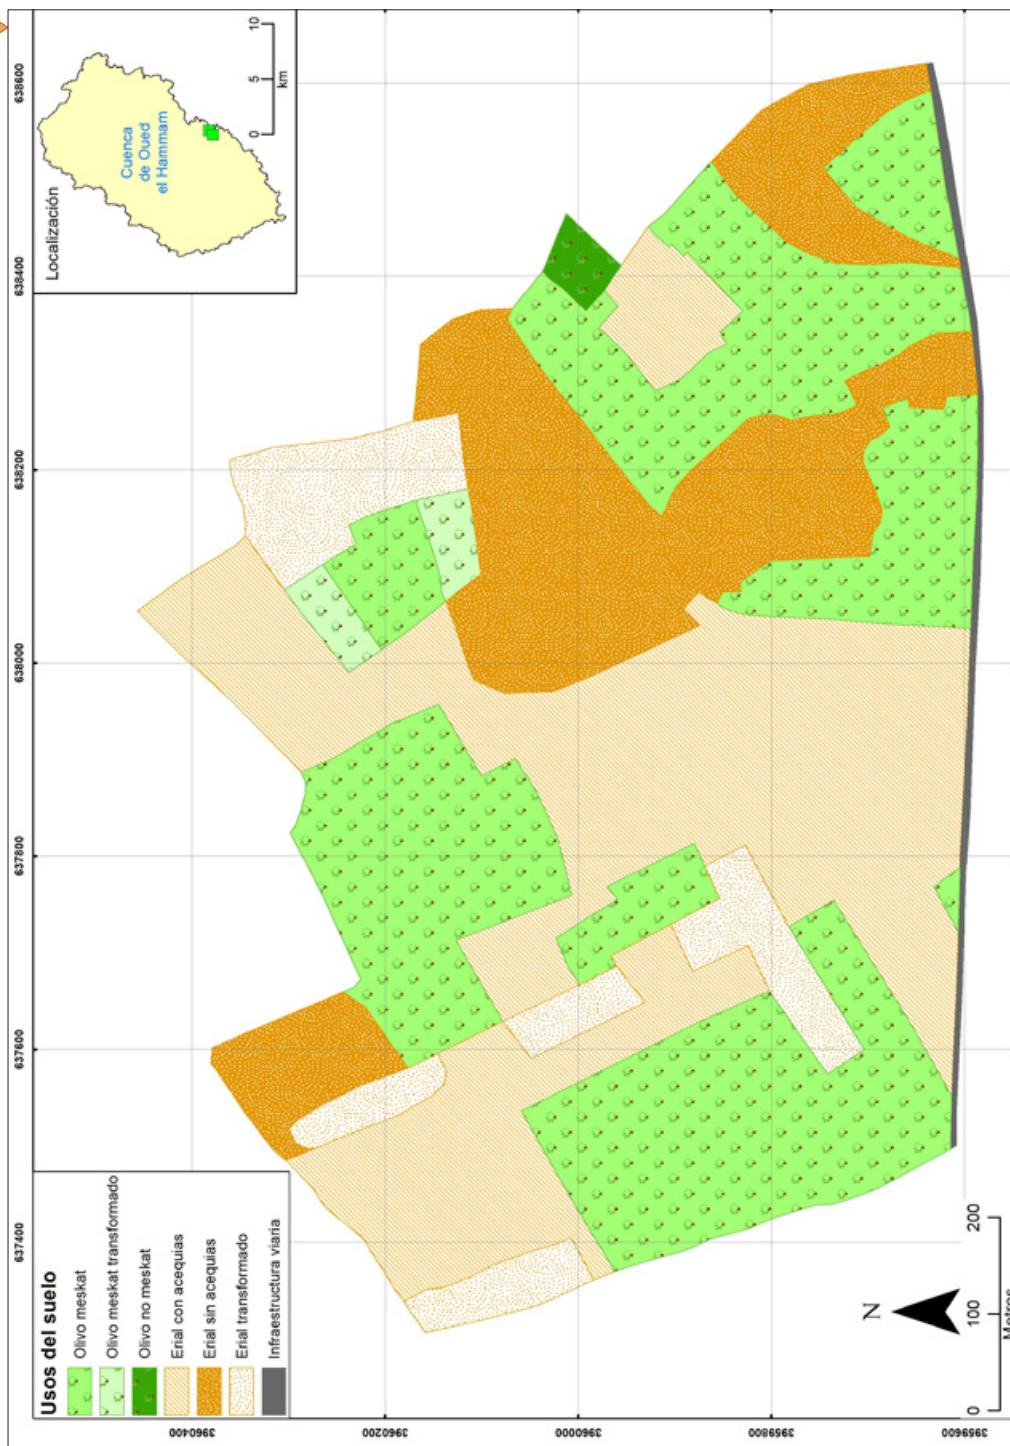 Usos del suelo
Olivo meskat
Olivo meskat transformado
Olivo no meskat
Erial con acequias
Erial sin acequias
Erial transformado
Infraestructura viaria
Localización
Cuenca
de Oued
el Hammam
0 5 10
km
637400 637600 637800 638000 638200 638400 638600
3960400
3960200
3960000
3959800
3959600
N
0 100 200
Metros